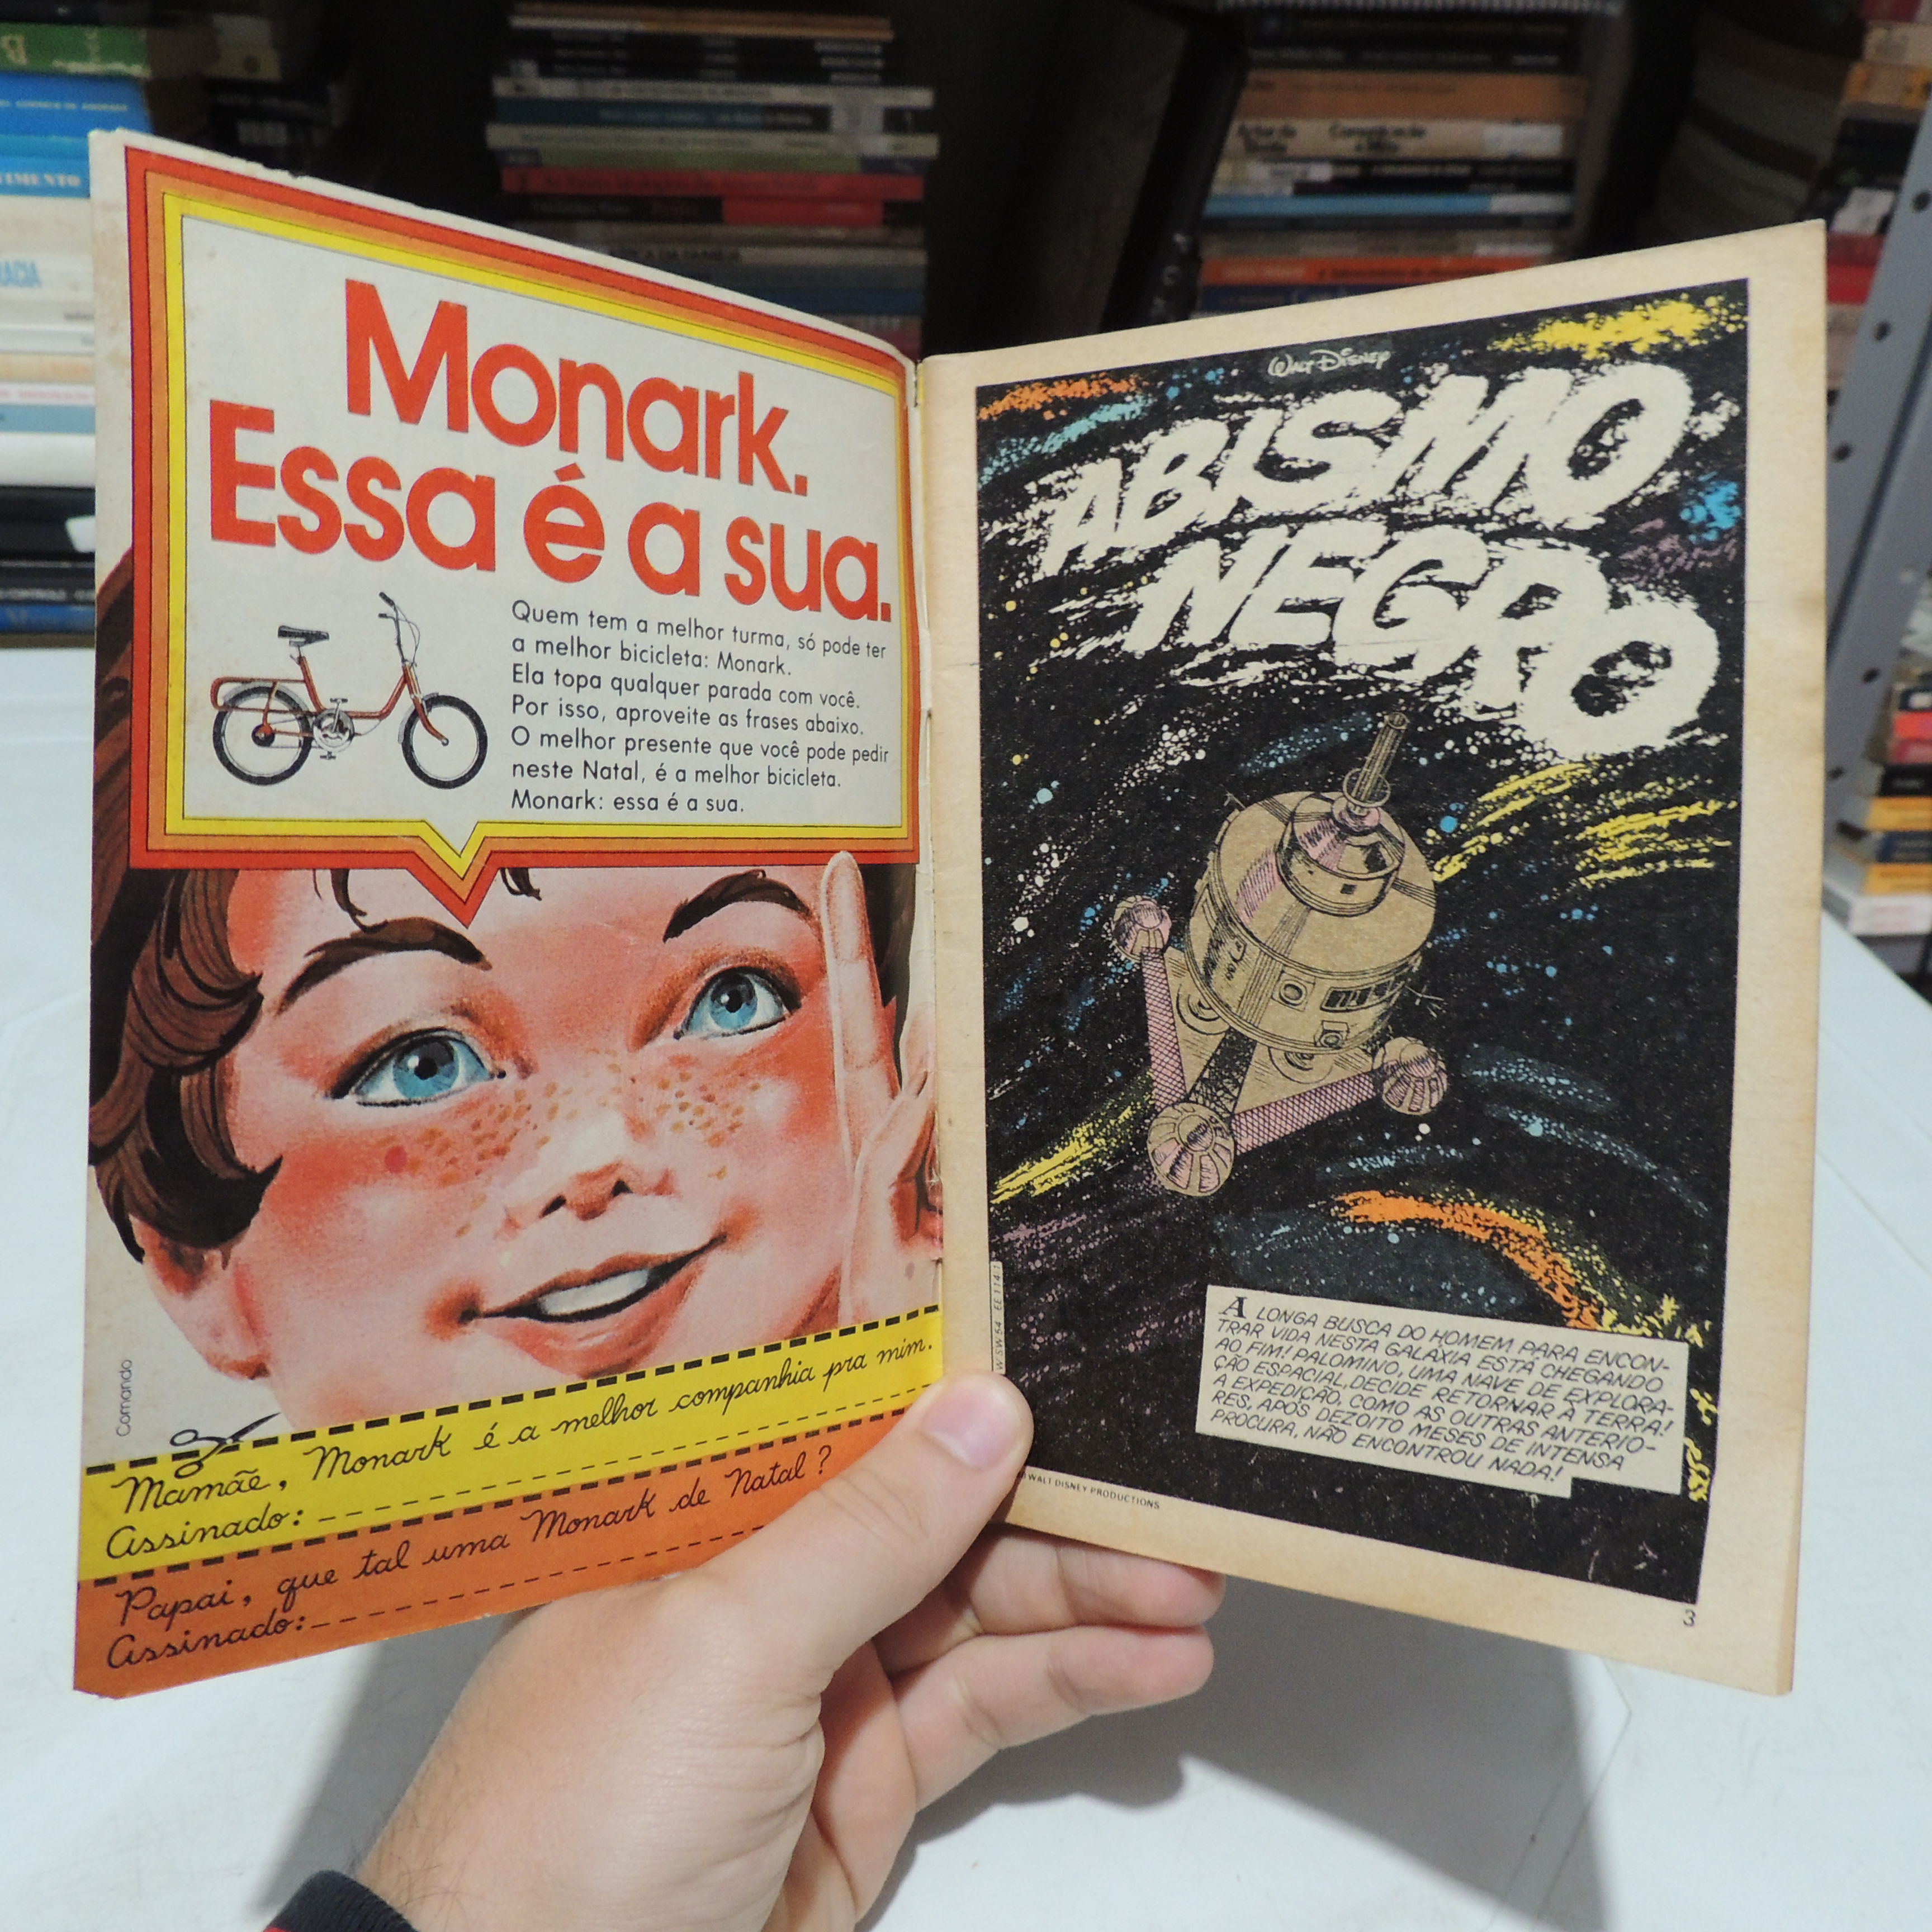 Monark.
Essa é a sua.
Quem tem a melhor turma, só pode ter
a melhor bicicleta: Monark.
Ela topa qualquer parada com você.
Por isso, aproveite as frases abaixo.
O melhor presente que você pode pedir
neste Natal, é a melhor bicicleta.
Monark: essa é a sua.
Comando
Mamãe, Monark é a melhor companhia pra mim.
Assinado:
Papai, que tal uma Monark de Natal?
Assinado:
WALT DISNEY
ABISMO
NEGRO
A LONGA BUSCA DO HOMEM PARA ENCON-
TRAR VIDA NESTA GALÁXIA ESTÁ CHEGANDO
AO FIM! PALOMINO, UMA NAVE DE EXPLORA-
ÇÃO ESPACIAL, DECIDE RETORNAR À TERRA!
A EXPEDIÇÃO, COMO AS OUTRAS ANTERIO-
RES, APÓS DEZOITO MESES DE INTENSA
PROCURA, NÃO ENCONTROU NADA!
WALT DISNEY PRODUCTIONS
3